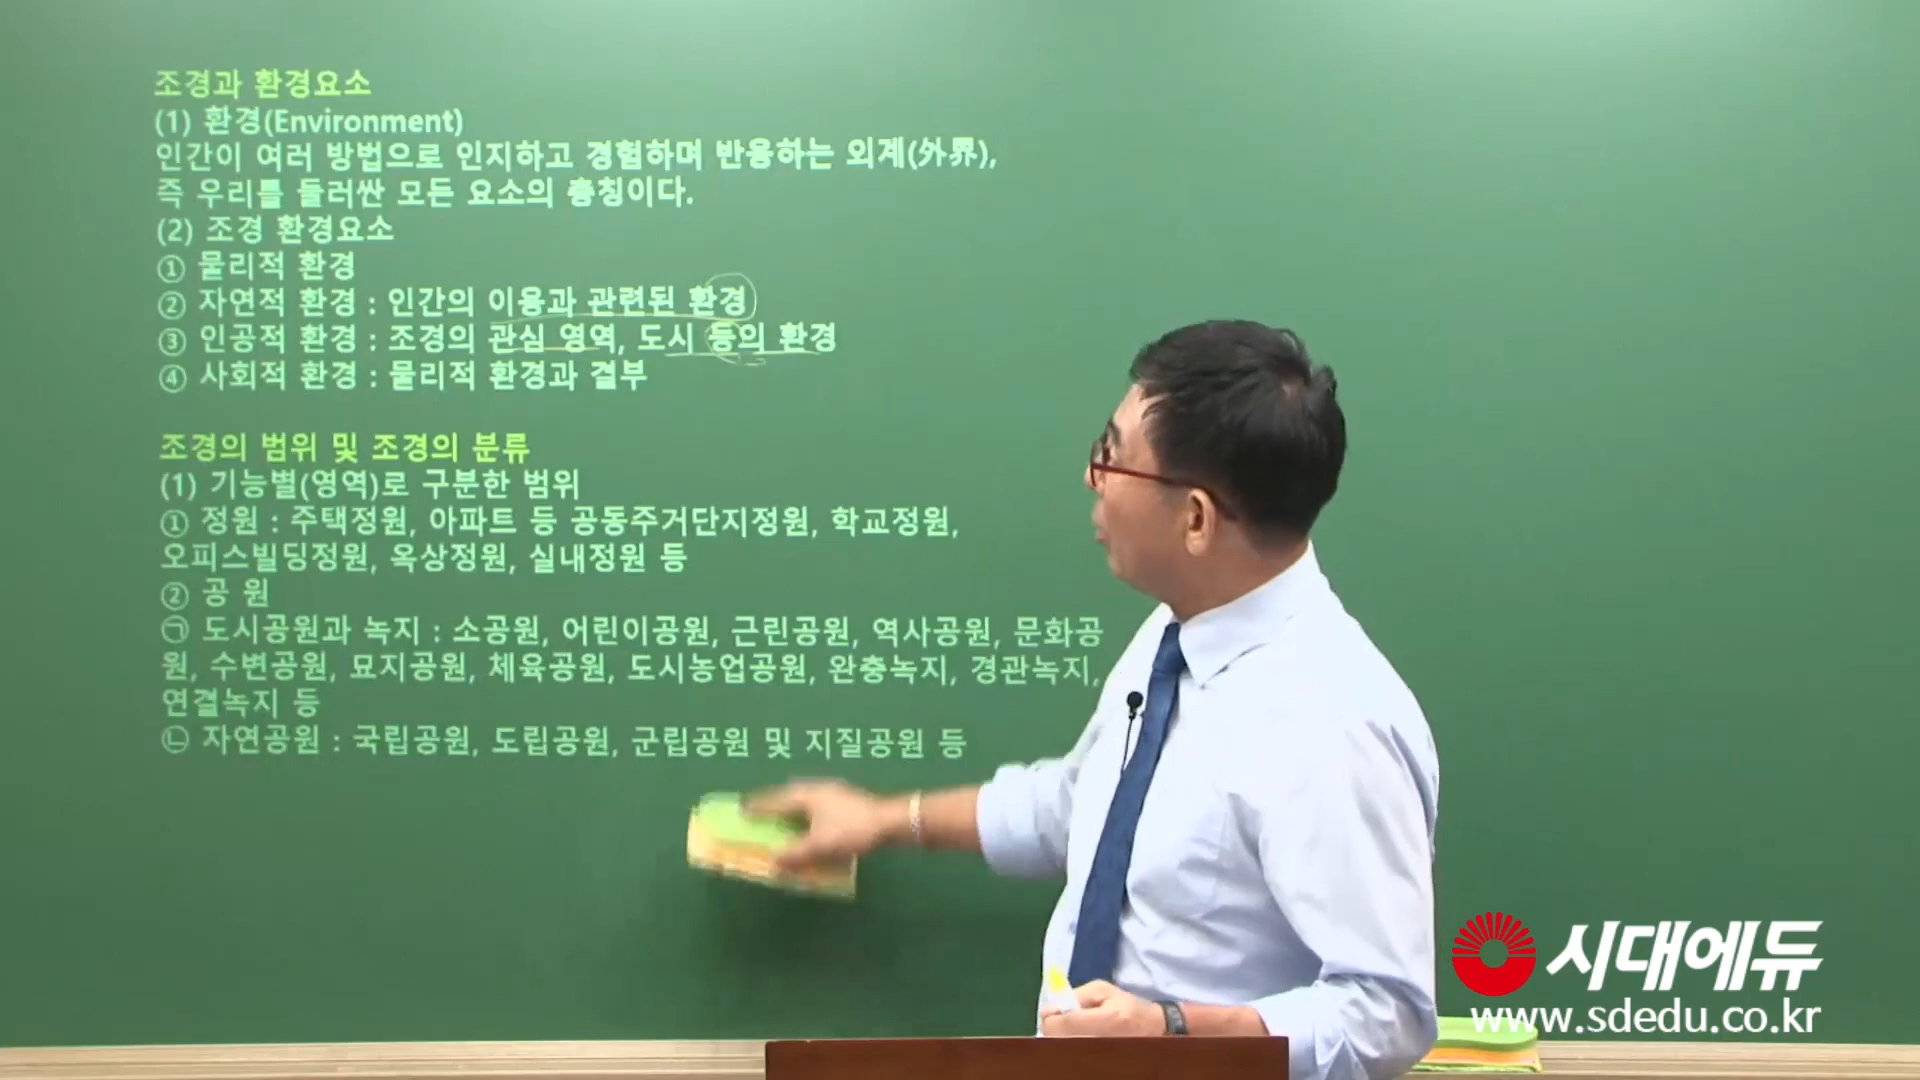 조경과 환경요소
(1) 환경(Environment)
인간이 여러 방법으로 인지하고 경험하며 반응하는 외계(外界),
즉 우리를 둘러싼 모든 요소의 총칭이다.
(2) 조경 환경요소
① 물리적 환경
② 자연적 환경 : 인간의 이용과 관련된 환경
③ 인공적 환경 : 조경의 관심 영역, 도시 등의 환경
④ 사회적 환경 : 물리적 환경과 결부
조경의 범위 및 조경의 분류
(1) 기능별(영역)로 구분한 범위
① 정원 : 주택정원, 아파트 등 공동주거단지정원, 학교정원,
오피스빌딩정원, 옥상정원, 실내정원 등
② 공 원
㉠ 도시공원과 녹지 : 소공원, 어린이공원, 근린공원, 역사공원, 문화공
원, 수변공원, 묘지공원, 체육공원, 도시농업공원, 완충녹지, 경관녹지,
연결녹지 등
㉡ 자연공원 : 국립공원, 도립공원, 군립공원 및 지질공원 등
시대에듀
www.sdedu.co.kr